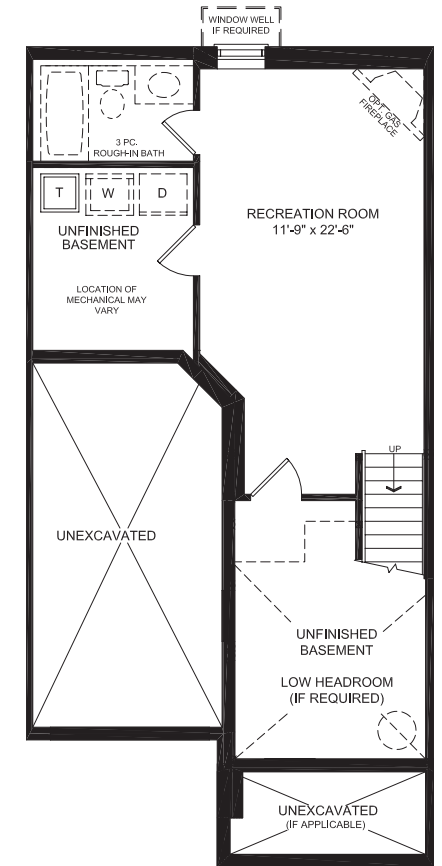 WINDOW WELL
IF REQUIRED
OPT. GAS
FIREPLACE
3 PC.
ROUGH-IN BATH
T
W
D
UNFINISHED
BASEMENT
LOCATION OF
MECHANICAL MAY
VARY
RECREATION ROOM
11'-9" x 22'-6"
UP
UNEXCAVATED
UNFINISHED
BASEMENT
LOW HEADROOM
(IF REQUIRED)
UNEXCAVATED
(IF APPLICABLE)